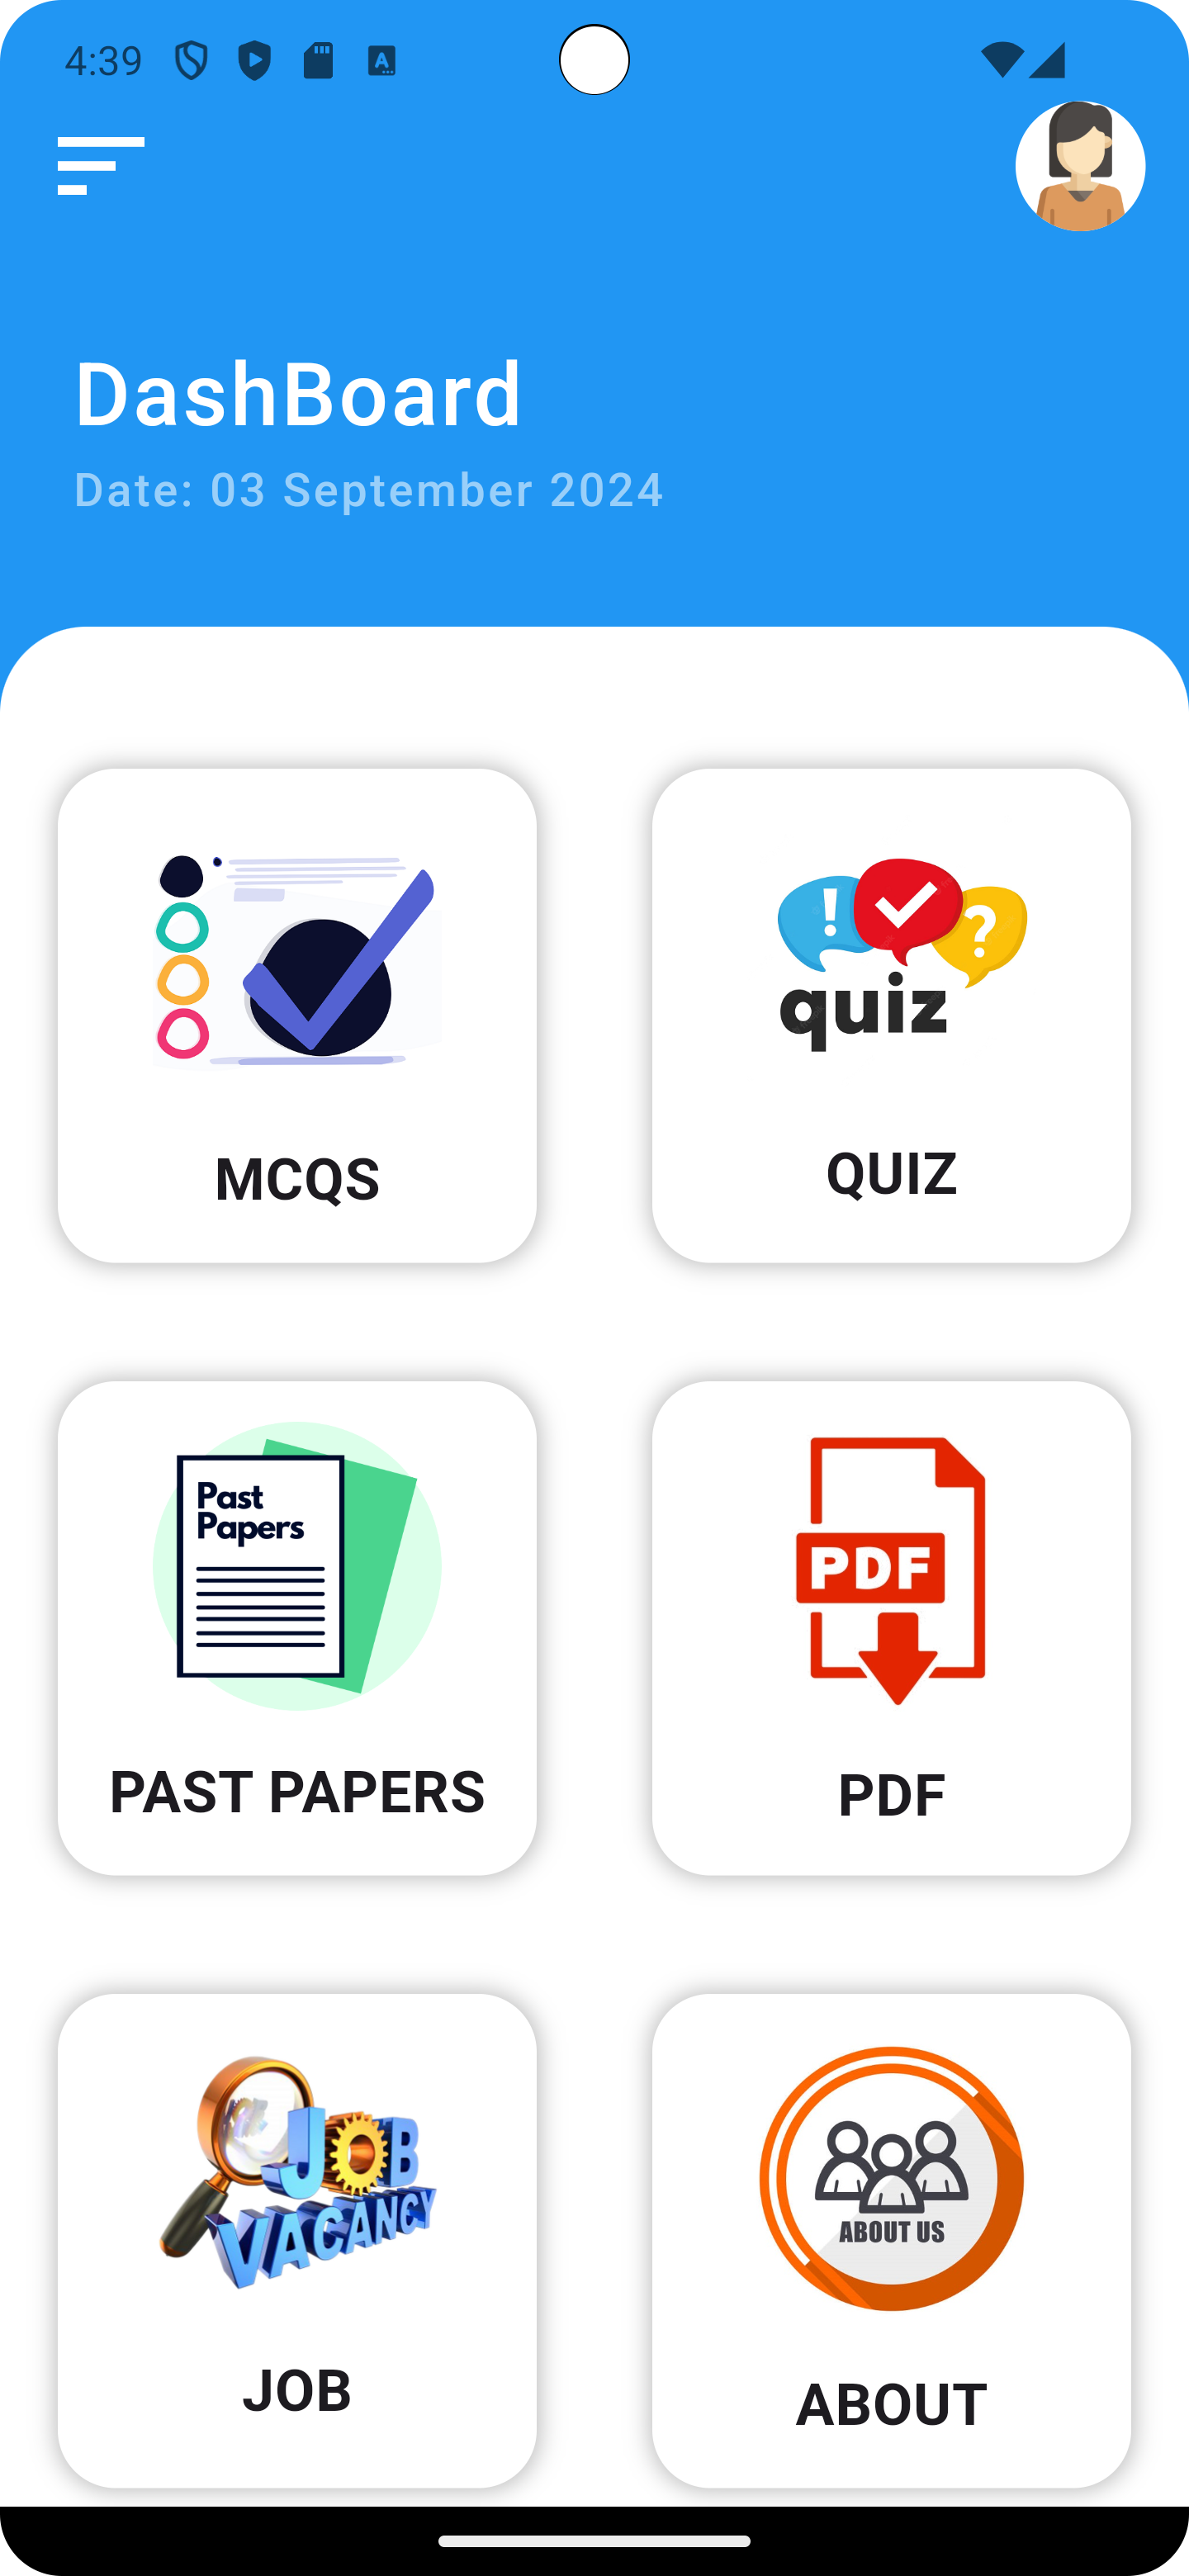 4:39
A
DashBoard
Date: 03 September 2024
! ?
quiz
MCQS
QUIZ
Past
Papers
PDF
PAST PAPERS
PDF
JOB
VACANCY
ABOUT US
JOB
ABOUT